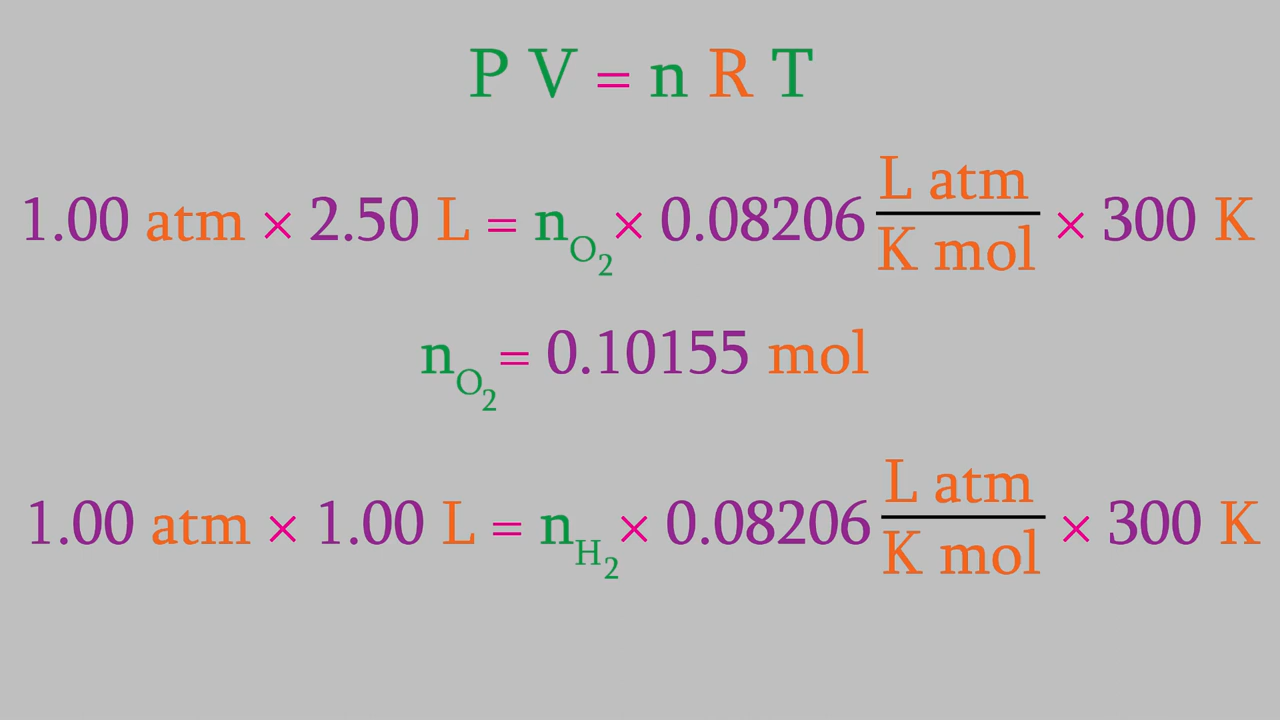 P V = n R T
1.00 atm × 2.50 L = n_O₂ × 0.08206 L atm / K mol × 300 K
n_O₂ = 0.10155 mol
1.00 atm × 1.00 L = n_H₂ × 0.08206 L atm / K mol × 300 K